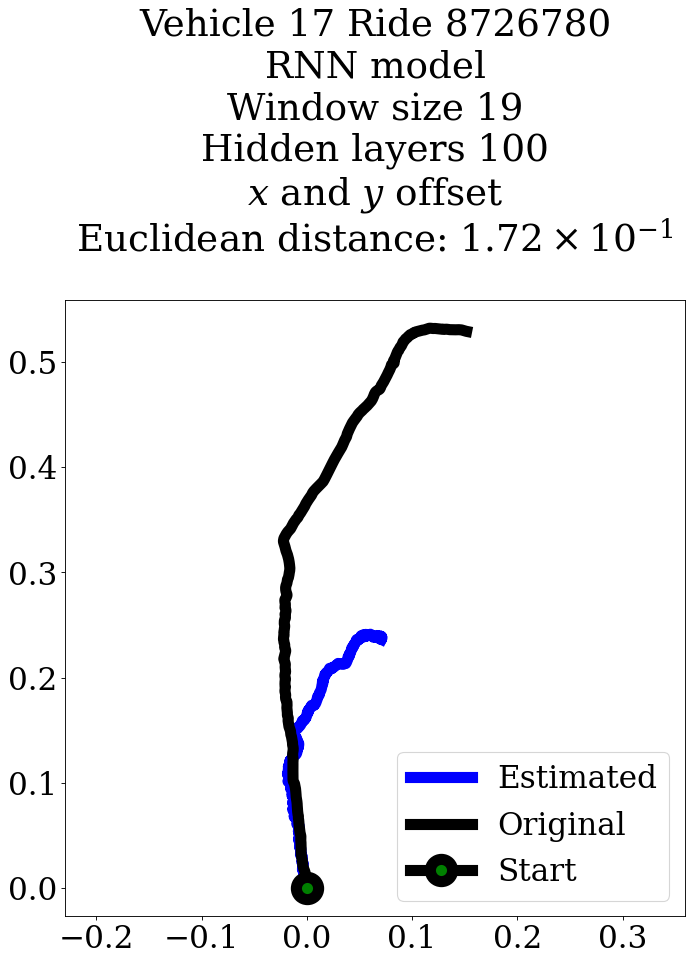 Vehicle 17 Ride 8726780
RNN model
Window size 19
Hidden layers 100
x and y offset
Euclidean distance: 1.72 × 10⁻¹
0.5
0.4
0.3
0.2
0.1
0.0
Estimated
Original
Start
−0.2 −0.1 0.0 0.1 0.2 0.3